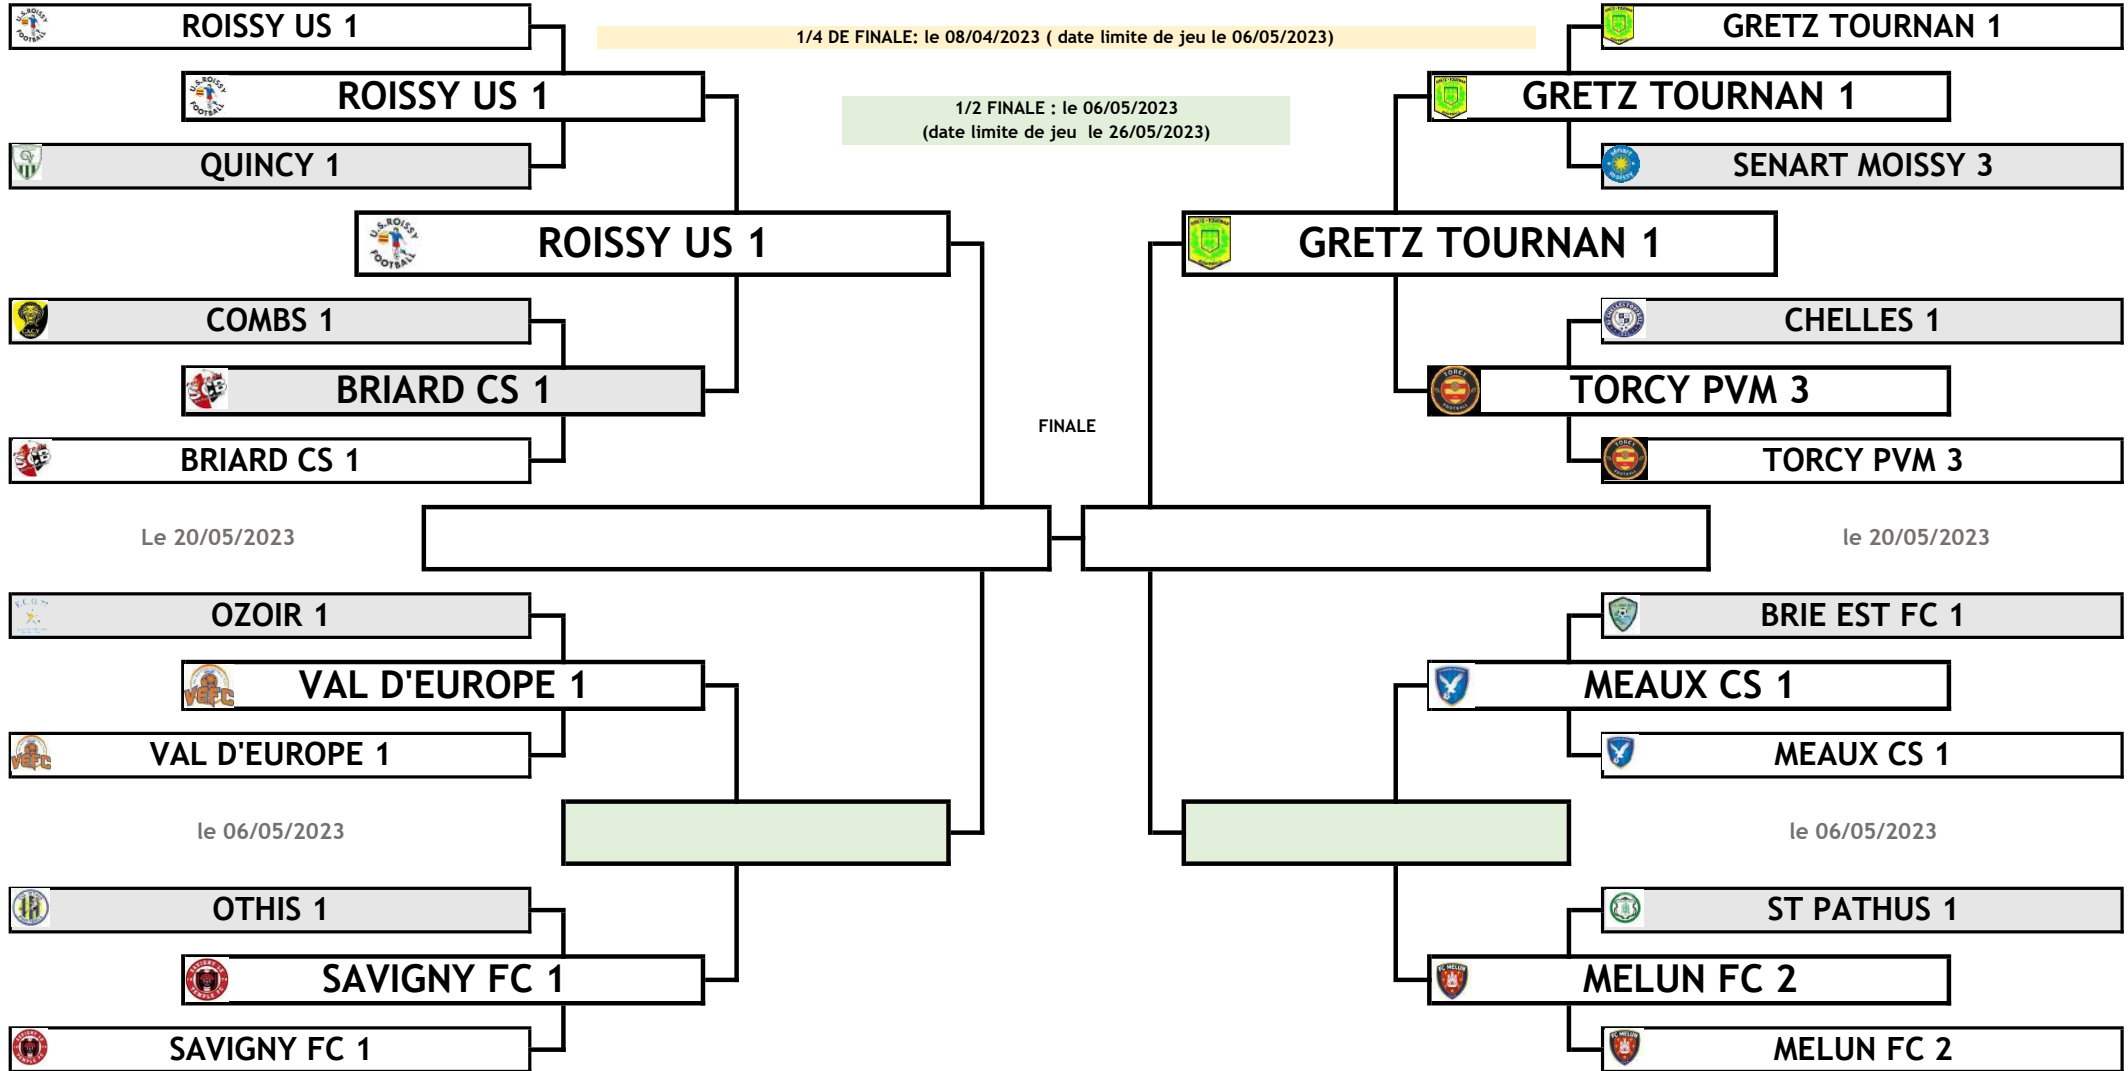 ROISSY US 1
1/4 DE FINALE: le 08/04/2023 ( date limite de jeu le 06/05/2023)
GRETZ TOURNAN 1
ROISSY US 1
1/2 FINALE : le 06/05/2023
(date limite de jeu le 26/05/2023)
GRETZ TOURNAN 1
QUINCY 1
SENART MOISSY 3
U.S.ROISSY
FOOTBALL
ROISSY US 1
GRETZ TOURNAN 1
COMBS 1
CHELLES 1
BRIARD CS 1
TORCY PVM 3
FINALE
BRIARD CS 1
TORCY PVM 3
Le 20/05/2023
le 20/05/2023
OZOIR 1
BRIE EST FC 1
VEFC
VAL D'EUROPE 1
MEAUX CS 1
VAL D'EUROPE 1
MEAUX CS 1
le 06/05/2023
le 06/05/2023
OTHIS 1
ST PATHUS 1
SAVIGNY FC 1
FC MELUN
MELUN FC 2
SAVIGNY FC 1
MELUN FC 2